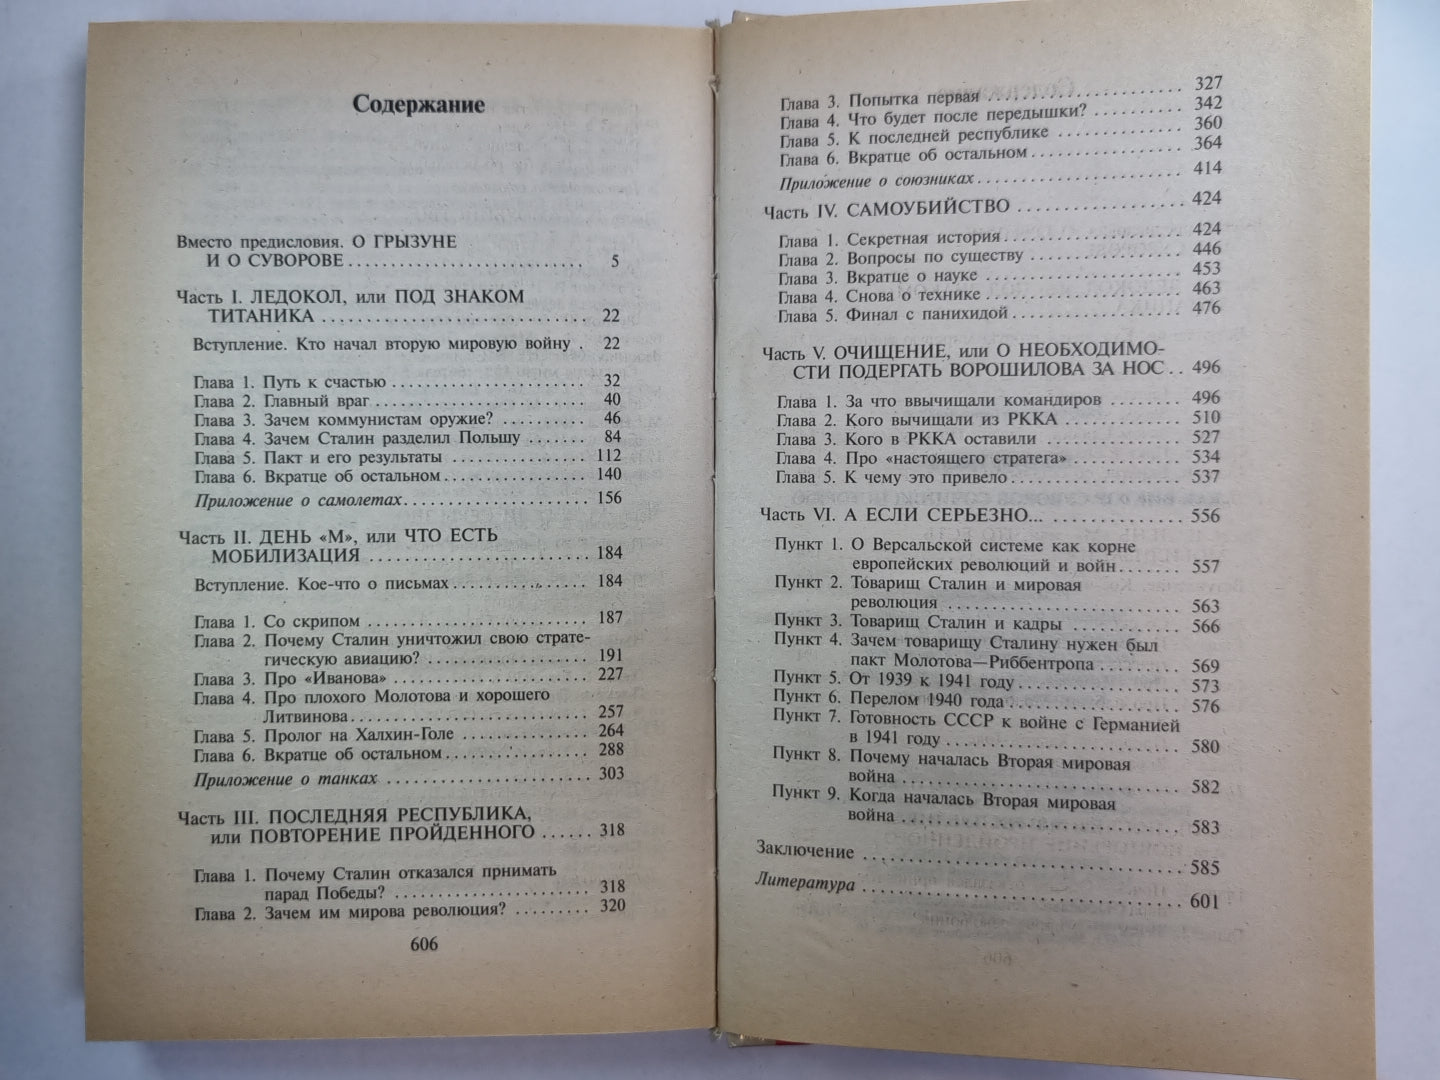 Содержание
Вместо предисловия. О ГРЫЗУНЕ
И О СУВОРОВЕ............................ 5
Часть I. ЛЕДОКОЛ, или ПОД ЗНАКОМ
ТИТАНИКА ............................... 22
Вступление. Кто начал вторую мировую войну . 22
Глава 1. Путь к счастью ....................... 32
Глава 2. Главный враг......................... 40
Глава 3. Зачем коммунистам оружие? .......... 46
Глава 4. Зачем Сталин разделил Польшу ....... 84
Глава 5. Пакт и его результаты ................ 112
Глава 6. Вкратце об остальном................. 140
Приложение о самолетах...................... 156
Часть II. ДЕНЬ «М», или ЧТО ЕСТЬ
МОБИЛИЗАЦИЯ ......................... 184
Вступление. Кое-что о письмах................. 184
Глава 1. Со скрипом .......................... 187
Глава 2. Почему Сталин уничтожил свою страте-
гическую авиацию? ................... 191
Глава 3. Про «Иванова» ....................... 227
Глава 4. Про плохого Молотова и хорошего
Литвинова............................. 257
Глава 5. Пролог на Халхин-Голе ............... 264
Глава 6. Вкратце об остальном................. 288
Приложение о танках ........................ 303
Часть III. ПОСЛЕДНЯЯ РЕСПУБЛИКА,
или ПОВТОРЕНИЕ ПРОЙДЕННОГО...... 318
Глава 1. Почему Сталин отказался прнимать
парад Победы? ....................... 318
Глава 2. Зачем им мирова революция? ......... 320
606
Глава 3. Попытка первая ...................... 327
Глава 4. Что будет после передышки? .......... 342
Глава 5. К последней республике .............. 360
Глава 6. Вкратце об остальном................. 364
Приложение о союзниках...................... 414
Часть IV. САМОУБИЙСТВО ................... 424
Глава 1. Секретная история.................... 424
Глава 2. Вопросы по существу ................. 446
Глава 3. Вкратце о науке ...................... 453
Глава 4. Снова о технике ...................... 463
Глава 5. Финал с панихидой................... 476
Часть V. ОЧИЩЕНИЕ, или О НЕОБХОДИМО-
СТИ ПОДЕРГАТЬ ВОРОШИЛОВА ЗА НОС .. 496
Глава 1. За что ввычищали командиров ........ 496
Глава 2. Кого вычищали из РККА ............. 510
Глава 3. Кого в РККА оставили ............... 527
Глава 4. Про «настоящего стратега»............ 534
Глава 5. К чему это привело................... 537
Часть VI. А ЕСЛИ СЕРЬЕЗНО... ................ 556
Пункт 1. О Версальской системе как корне
европейских революций и войн....... 557
Пункт 2. Товарищ Сталин и мировая
революция ........................... 563
Пункт 3. Товарищ Сталин и кадры ............ 566
Пункт 4. Зачем товарищу Сталину нужен был
пакт Молотова—Риббентропа......... 569
Пункт 5. От 1939 к 1941 году.................. 573
Пункт 6. Перелом 1940 года................... 576
Пункт 7. Готовность СССР к войне с Германией
в 1941 году........................... 580
Пункт 8. Почему началась Вторая мировая
война ................................ 582
Пункт 9. Когда началась Вторая мировая
война ................................ 583
Заключение .................................. 585
Литература .................................. 601